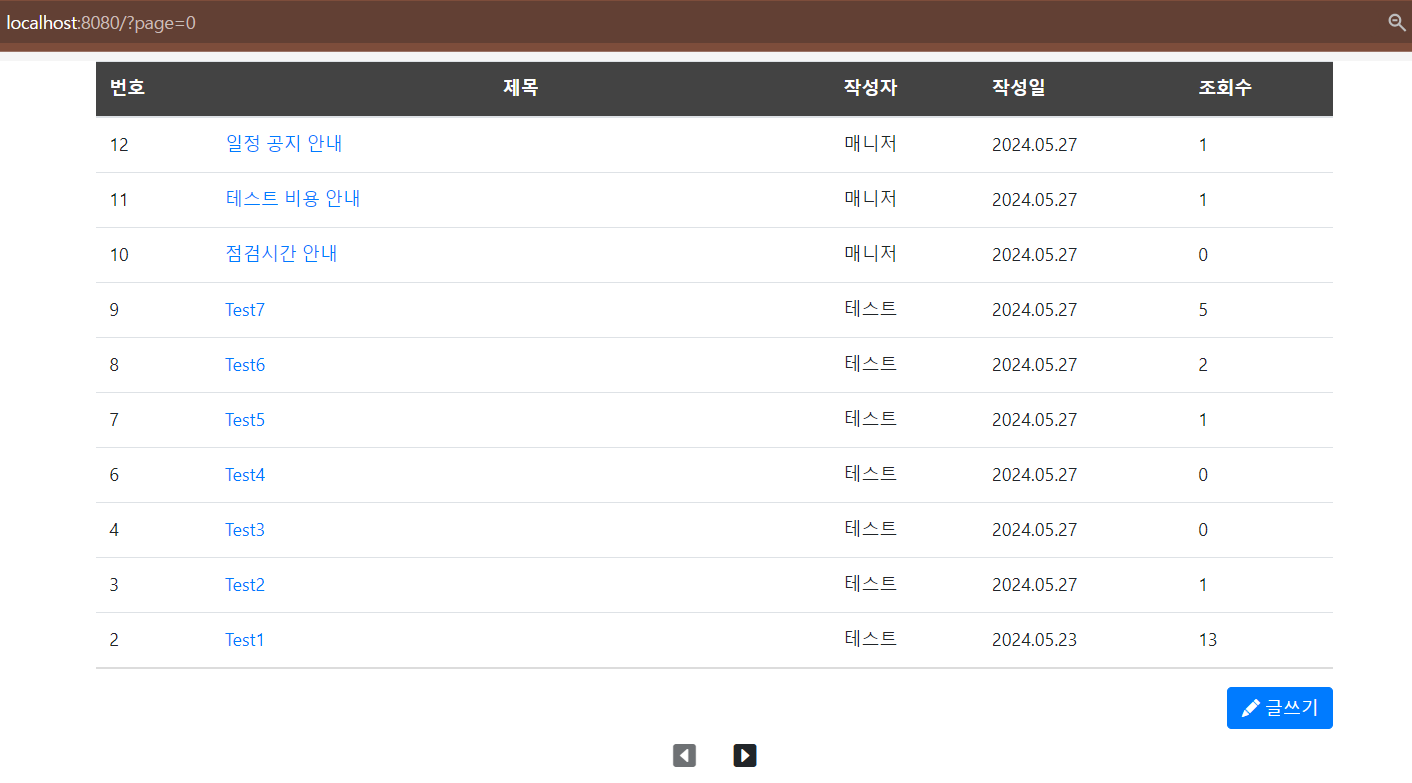 localhost:8080/?page=0
번호 제목 작성자 작성일 조회수
12 일정 공지 안내 매니저 2024.05.27 1
11 테스트 비용 안내 매니저 2024.05.27 1
10 점검시간 안내 매니저 2024.05.27 0
9 Test7 테스트 2024.05.27 5
8 Test6 테스트 2024.05.27 2
7 Test5 테스트 2024.05.27 1
6 Test4 테스트 2024.05.27 0
4 Test3 테스트 2024.05.27 0
3 Test2 테스트 2024.05.27 1
2 Test1 테스트 2024.05.23 13
글쓰기